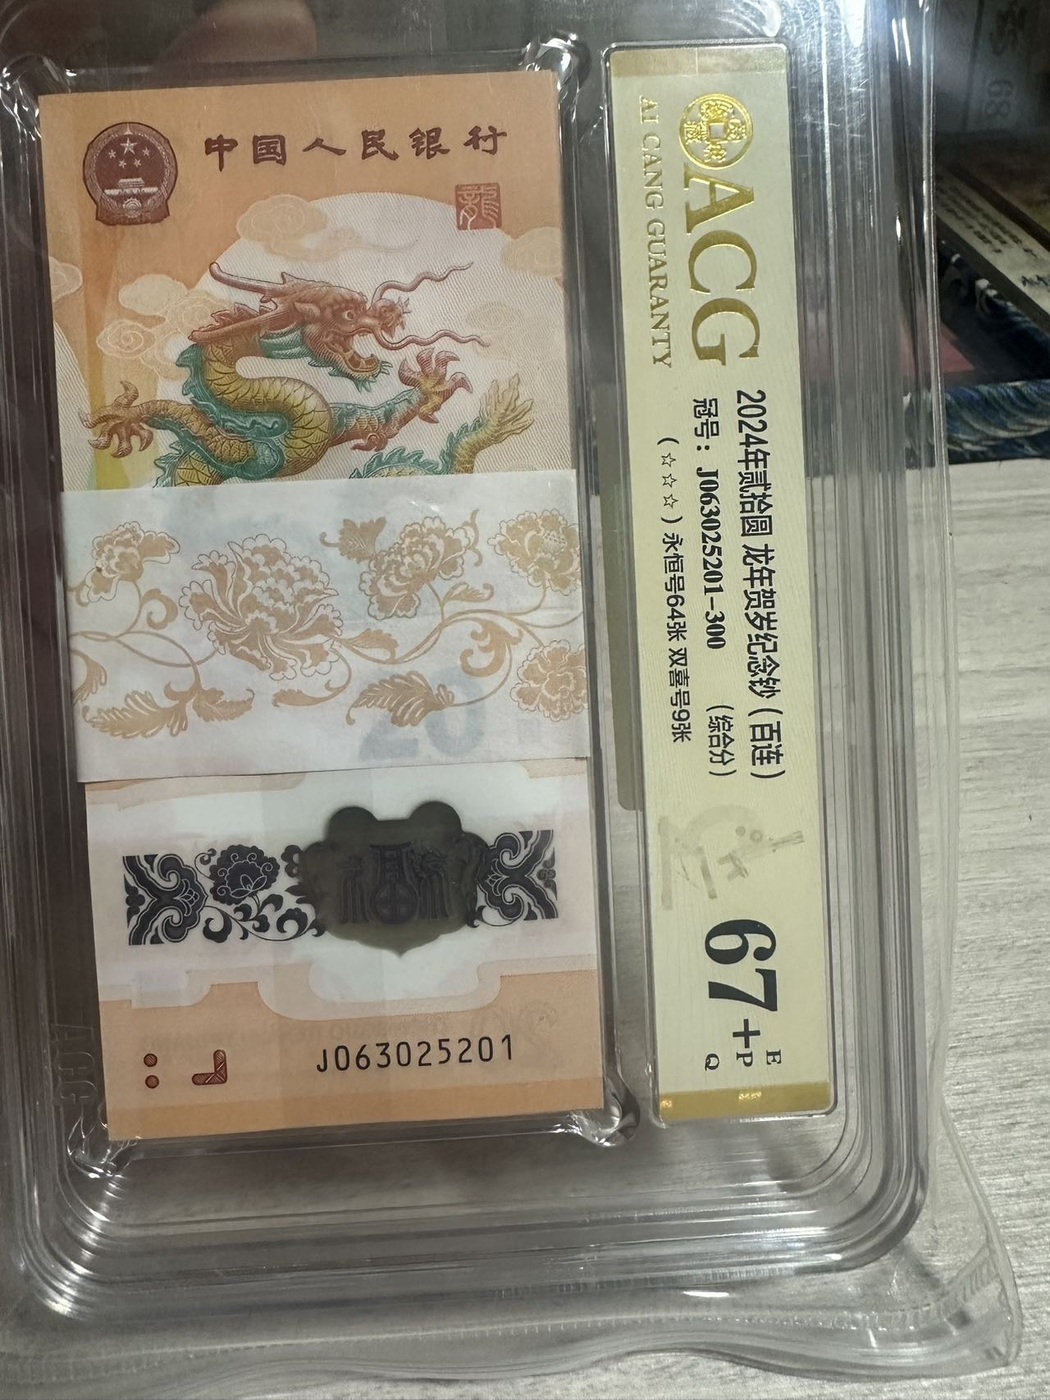 中国人民银行
龍
J063025201
ACG
AI CANG GUARANTY
2024年贰拾圆 龙年贺岁纪念钞（百连）
冠号：J063025201-300 （综合分）
（☆☆☆）永恒号64张 双喜号9张
67+
E
P
Q
20